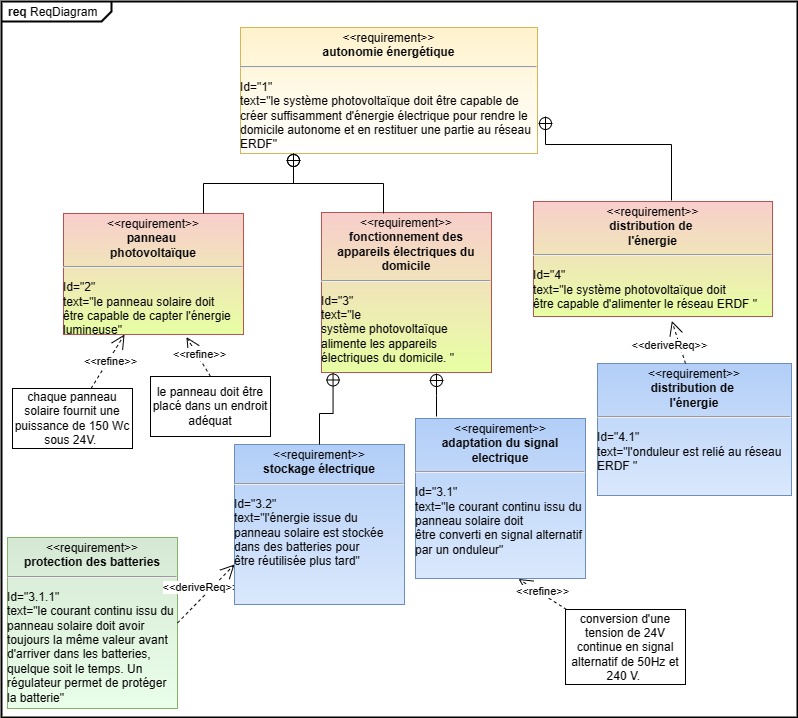 req ReqDiagram
<<requirement>>
autonomie énergétique
Id="1"
text="le système photovoltaïque doit être capable de
créer suffisamment d'énergie électrique pour rendre le
domicile autonome et en restituer une partie au réseau
ERDF"
<<requirement>>
panneau
photovoltaïque
Id="2"
text="le panneau solaire doit
être capable de capter l'énergie
lumineuse"
<<requirement>>
fonctionnement des
appareils électriques du
domicile
Id="3"
text="le
système photovoltaïque
alimente les appareils
électriques du domicile. "
<<requirement>>
distribution de
l'énergie
Id="4"
text="le système photovoltaïque doit
être capable d'alimenter le réseau ERDF "
<<refine>>
<<refine>>
<<deriveReq>>
chaque panneau
solaire fournit une
puissance de 150 Wc
sous 24V.
le panneau doit être
placé dans un endroit
adéquat
<<requirement>>
distribution de
l'énergie
Id="4.1"
text="l'onduleur est relié au réseau
ERDF "
<<requirement>>
stockage électrique
Id="3.2"
text="l'énergie issue du
panneau solaire est stockée
dans des batteries pour
être réutilisée plus tard"
<<requirement>>
adaptation du signal
electrique
Id="3.1"
text="le courant continu issu du
panneau solaire doit
être converti en signal alternatif
par un onduleur"
<<requirement>>
protection des batteries
Id="3.1.1"
text="le courant continu issu du
panneau solaire doit avoir
toujours la même valeur avant
d'arriver dans les batteries,
quelque soit le temps. Un
régulateur permet de protéger
la batterie"
<<deriveReq>>
<<refine>>
conversion d'une
tension de 24V
continue en signal
alternatif de 50Hz et
240 V.